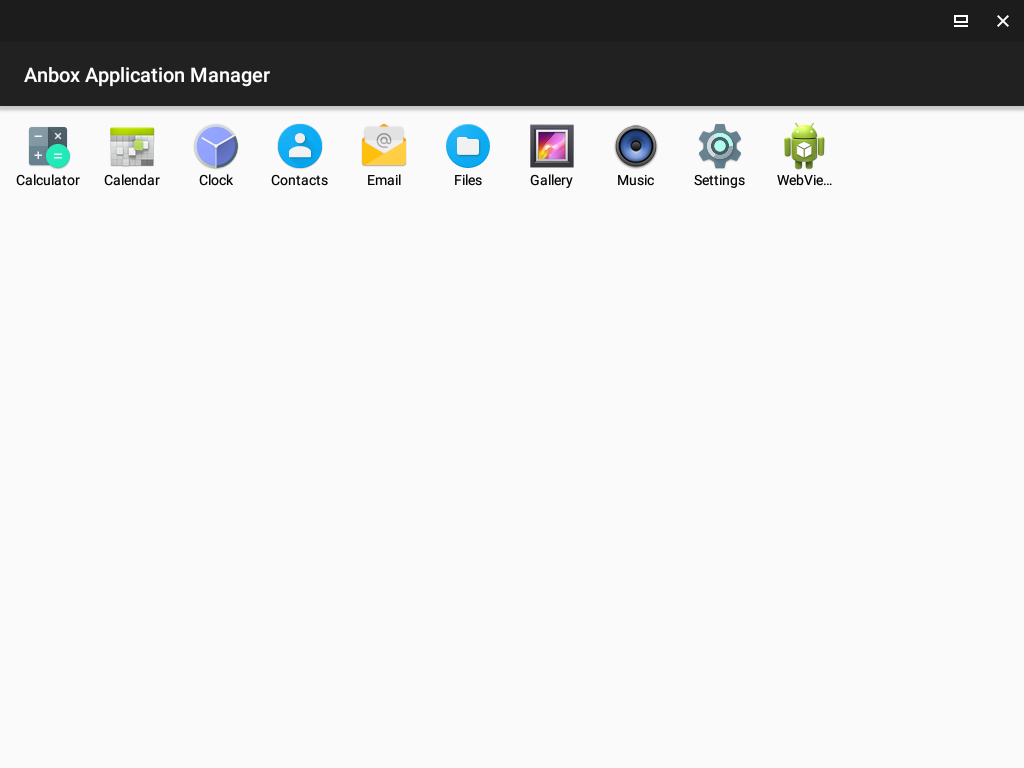 Anbox Application Manager
Calculator
Calendar
Clock
Contacts
Email
Files
Gallery
Music
Settings
WebVie...